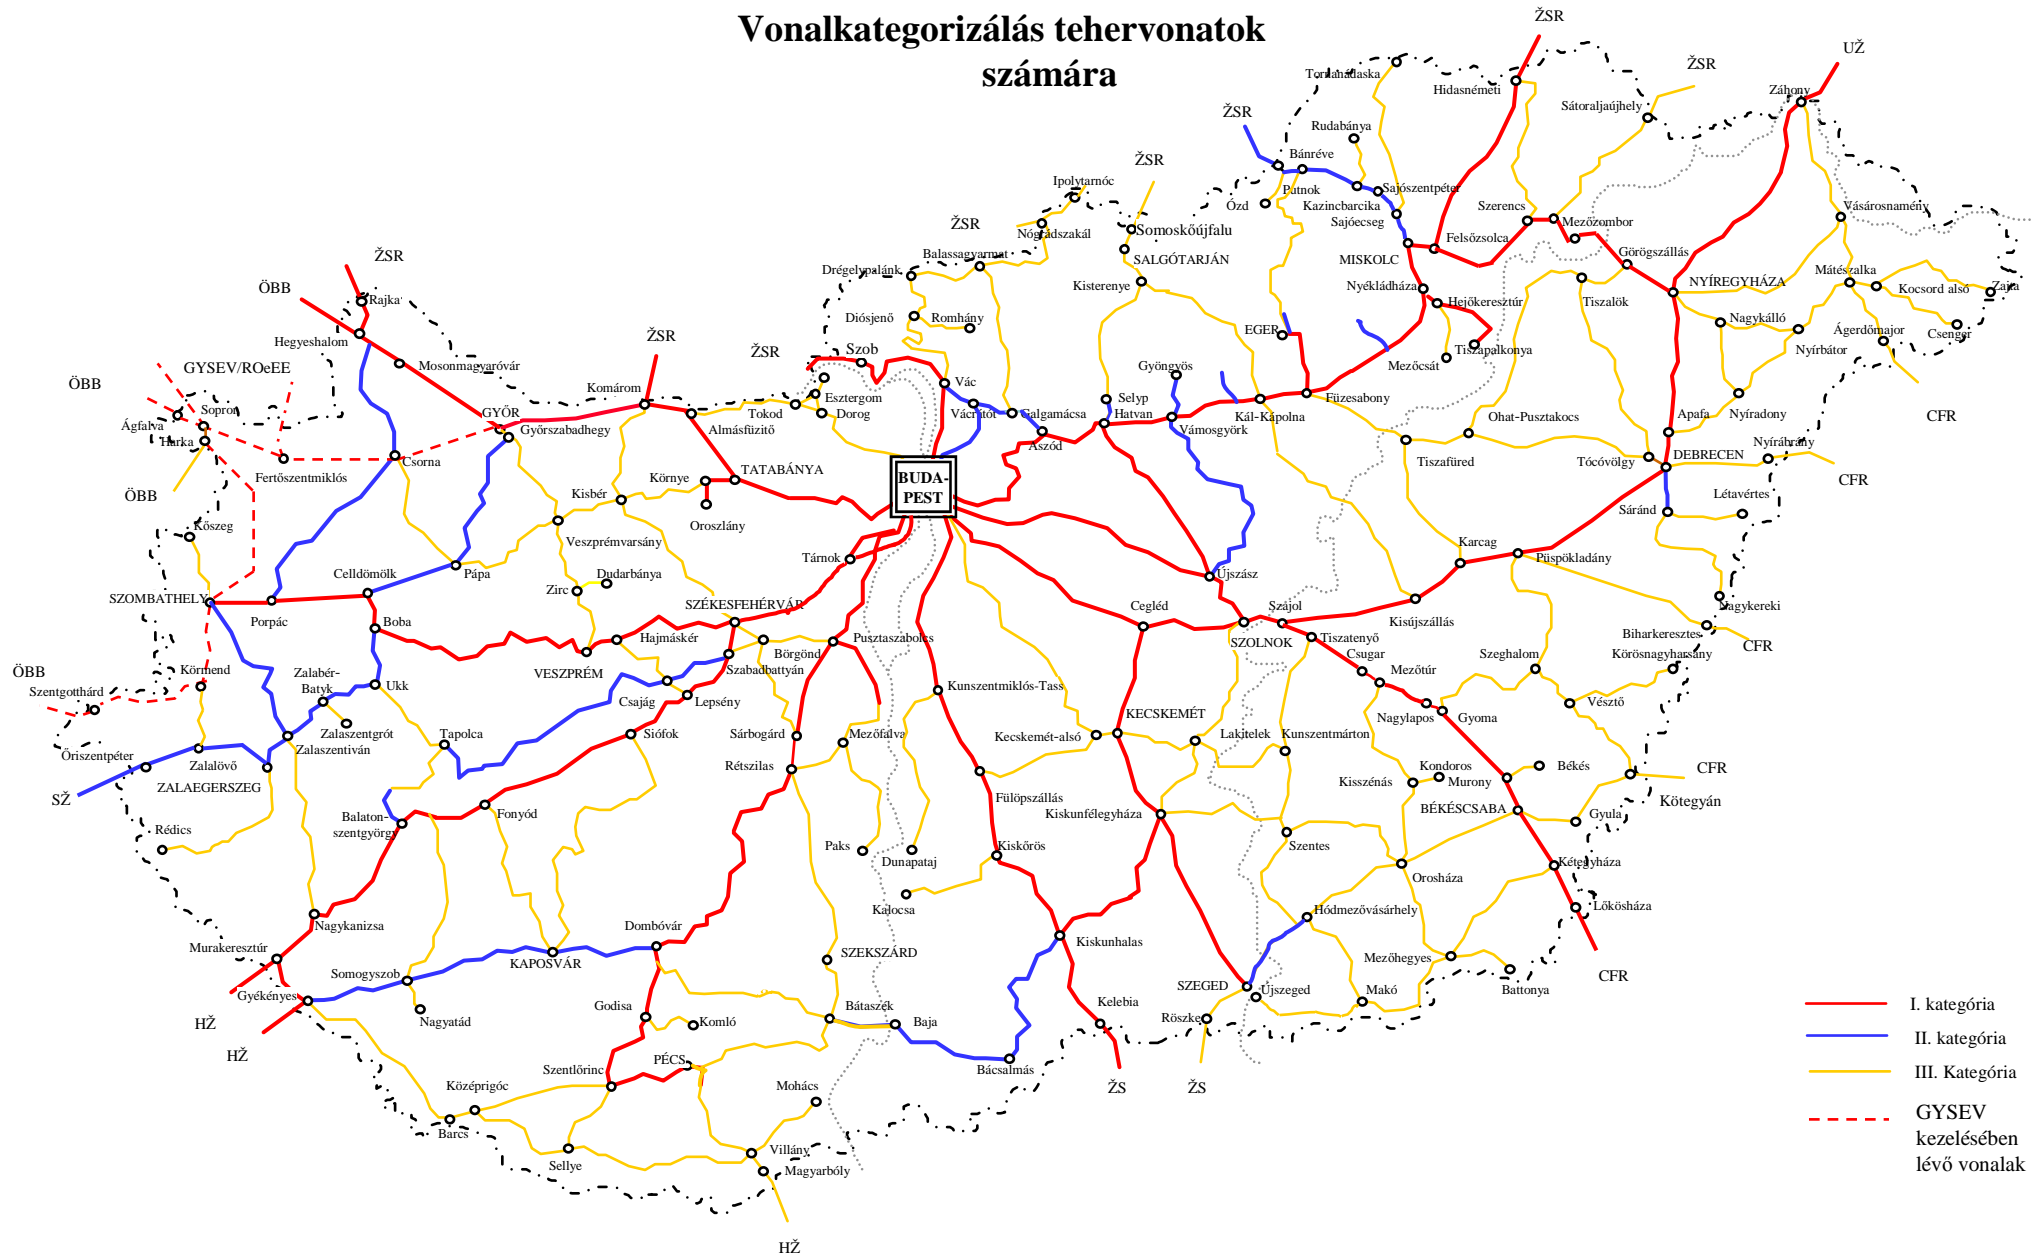 Vonalkategorizálás tehervonatok
számára
ŽSR
UŽ
ŽSR
Tornanádaska
Hidasnémeti
Záhony
Sátoraljaújhely
ŽSR
Rudabánya
Bánréve
ŽSR
Ipolytarnóc
Putnok
Sajószentpéter
Ózd
Kazincbarcika
Sajóecseg
Szerencs
Mezőzombor
Vásárosnamény
ŽSR
Nógrádszakál
Somoskőújfalu
Felsőzsolca
Görögszállás
Balassagyarmat
SALGÓTARJÁN
MISKOLC
ŽSR
Drégelypalánk
Kisterenye
Nyékládháza
NYÍREGYHÁZA
Mátészalka
Kocsord alsó
Zajta
ÖBB
Rajka
Hejőkeresztúr
Tiszalök
Diósjenő
Romhány
EGER
Nagykálló
Ágerdőmajor
Csenger
Hegyeshalom
ŽSR
ŽSR
Szob
Tiszapalkonya
Nyírbátor
GYSEV/ROeEE
Mosonmagyaróvár
Gyöngyös
Mezőcsát
ÖBB
Komárom
Vác
Esztergom
Selyp
Füzesabony
Nyíradony
Sopron
GYŐR
Tokod
Dorog
Vácrátót
Galgamácsa
Hatvan
Kál-Kápolna
Ohat-Pusztakocs
Apafa
CFR
Ágfalva
Harka
Győrszabadhegy
Almásfüzitő
Aszód
Vámosgyörk
Nyírábrány
Csorna
TATABÁNYA
Tiszafüred
Tócóvölgy
DEBRECEN
Fertőszentmiklós
Környe
BUDA-
PEST
CFR
ÖBB
Kisbér
Létavértes
Kőszeg
Oroszlány
Sáránd
Veszprémvarsány
Tárnok
Karcag
Püspökladány
Celldömölk
Pápa
Dudarbánya
Újszász
Zirc
SZOMBATHELY
SZÉKESFEHÉRVÁR
Cegléd
Szajol
Nagykereki
Porpác
Boba
Kisújszállás
Hajmáskér
Pusztaszabolcs
SZOLNOK
Tiszatenyő
Biharkeresztes
Börgönd
Csugar
Szeghalom
Körösnagyharsány
CFR
ÖBB
Körmend
Zalabér-
Batyk
VESZPRÉM
Szabadbattyán
Mezőtúr
Szentgotthárd
Ukk
Kunszentmiklós-Tass
Csajág
Lepsény
Vésztő
Zalaszentgrót
KECSKEMÉT
Nagylapos
Gyoma
Tapolca
Siófok
Sárbogárd
Mezőfalva
Kecskemét-alsó
Lakitelek
Kunszentmárton
Őriszentpéter
Zalaszentiván
Zalalövő
Rétszilas
Kondoros
Békés
CFR
ZALAEGERSZEG
Kisszénás
Murony
SŽ
Fülöpszállás
Kötegyán
Balaton-
szentgyörgy
Fonyód
Kiskunfélegyháza
BÉKÉSCSABA
Gyula
Rédics
Paks
Dunapataj
Kiskőrös
Szentes
Kétegyháza
Orosháza
Kalocsa
Hódmezővásárhely
Lőkösháza
Nagykanizsa
Dombóvár
Murakeresztúr
Kiskunhalas
SZEKSZÁRD
KAPOSVÁR
Mezőhegyes
Somogyszob
CFR
SZEGED
Újszeged
Makó
Battonya
Gyékényes
Godisa
Bátaszék
Kelebia
I. kategória
Nagyatád
Komló
Baja
Röszke
HŽ
II. kategória
HŽ
PÉCS
Szentlőrinc
Bácsalmás
III. Kategória
Középrigóc
Mohács
ŽS
ŽS
GYSEV
kezelésében
lévő vonalak
Barcs
Villány
Sellye
Magyarbóly
HŽ